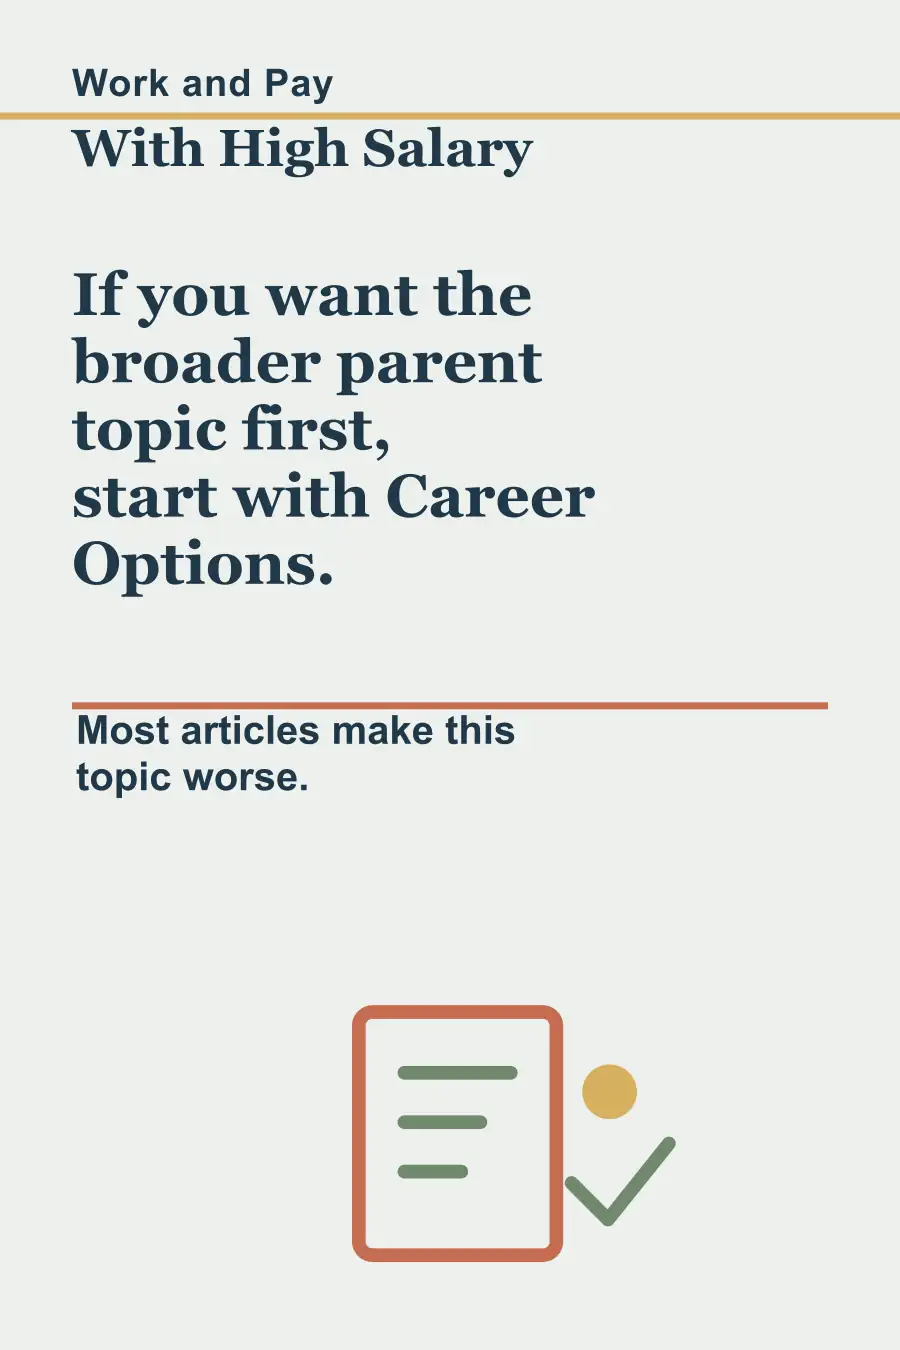 Work and Pay
With High Salary
If you want the
broader parent
topic first,
start with Career
Options.
Most articles make this
topic worse.